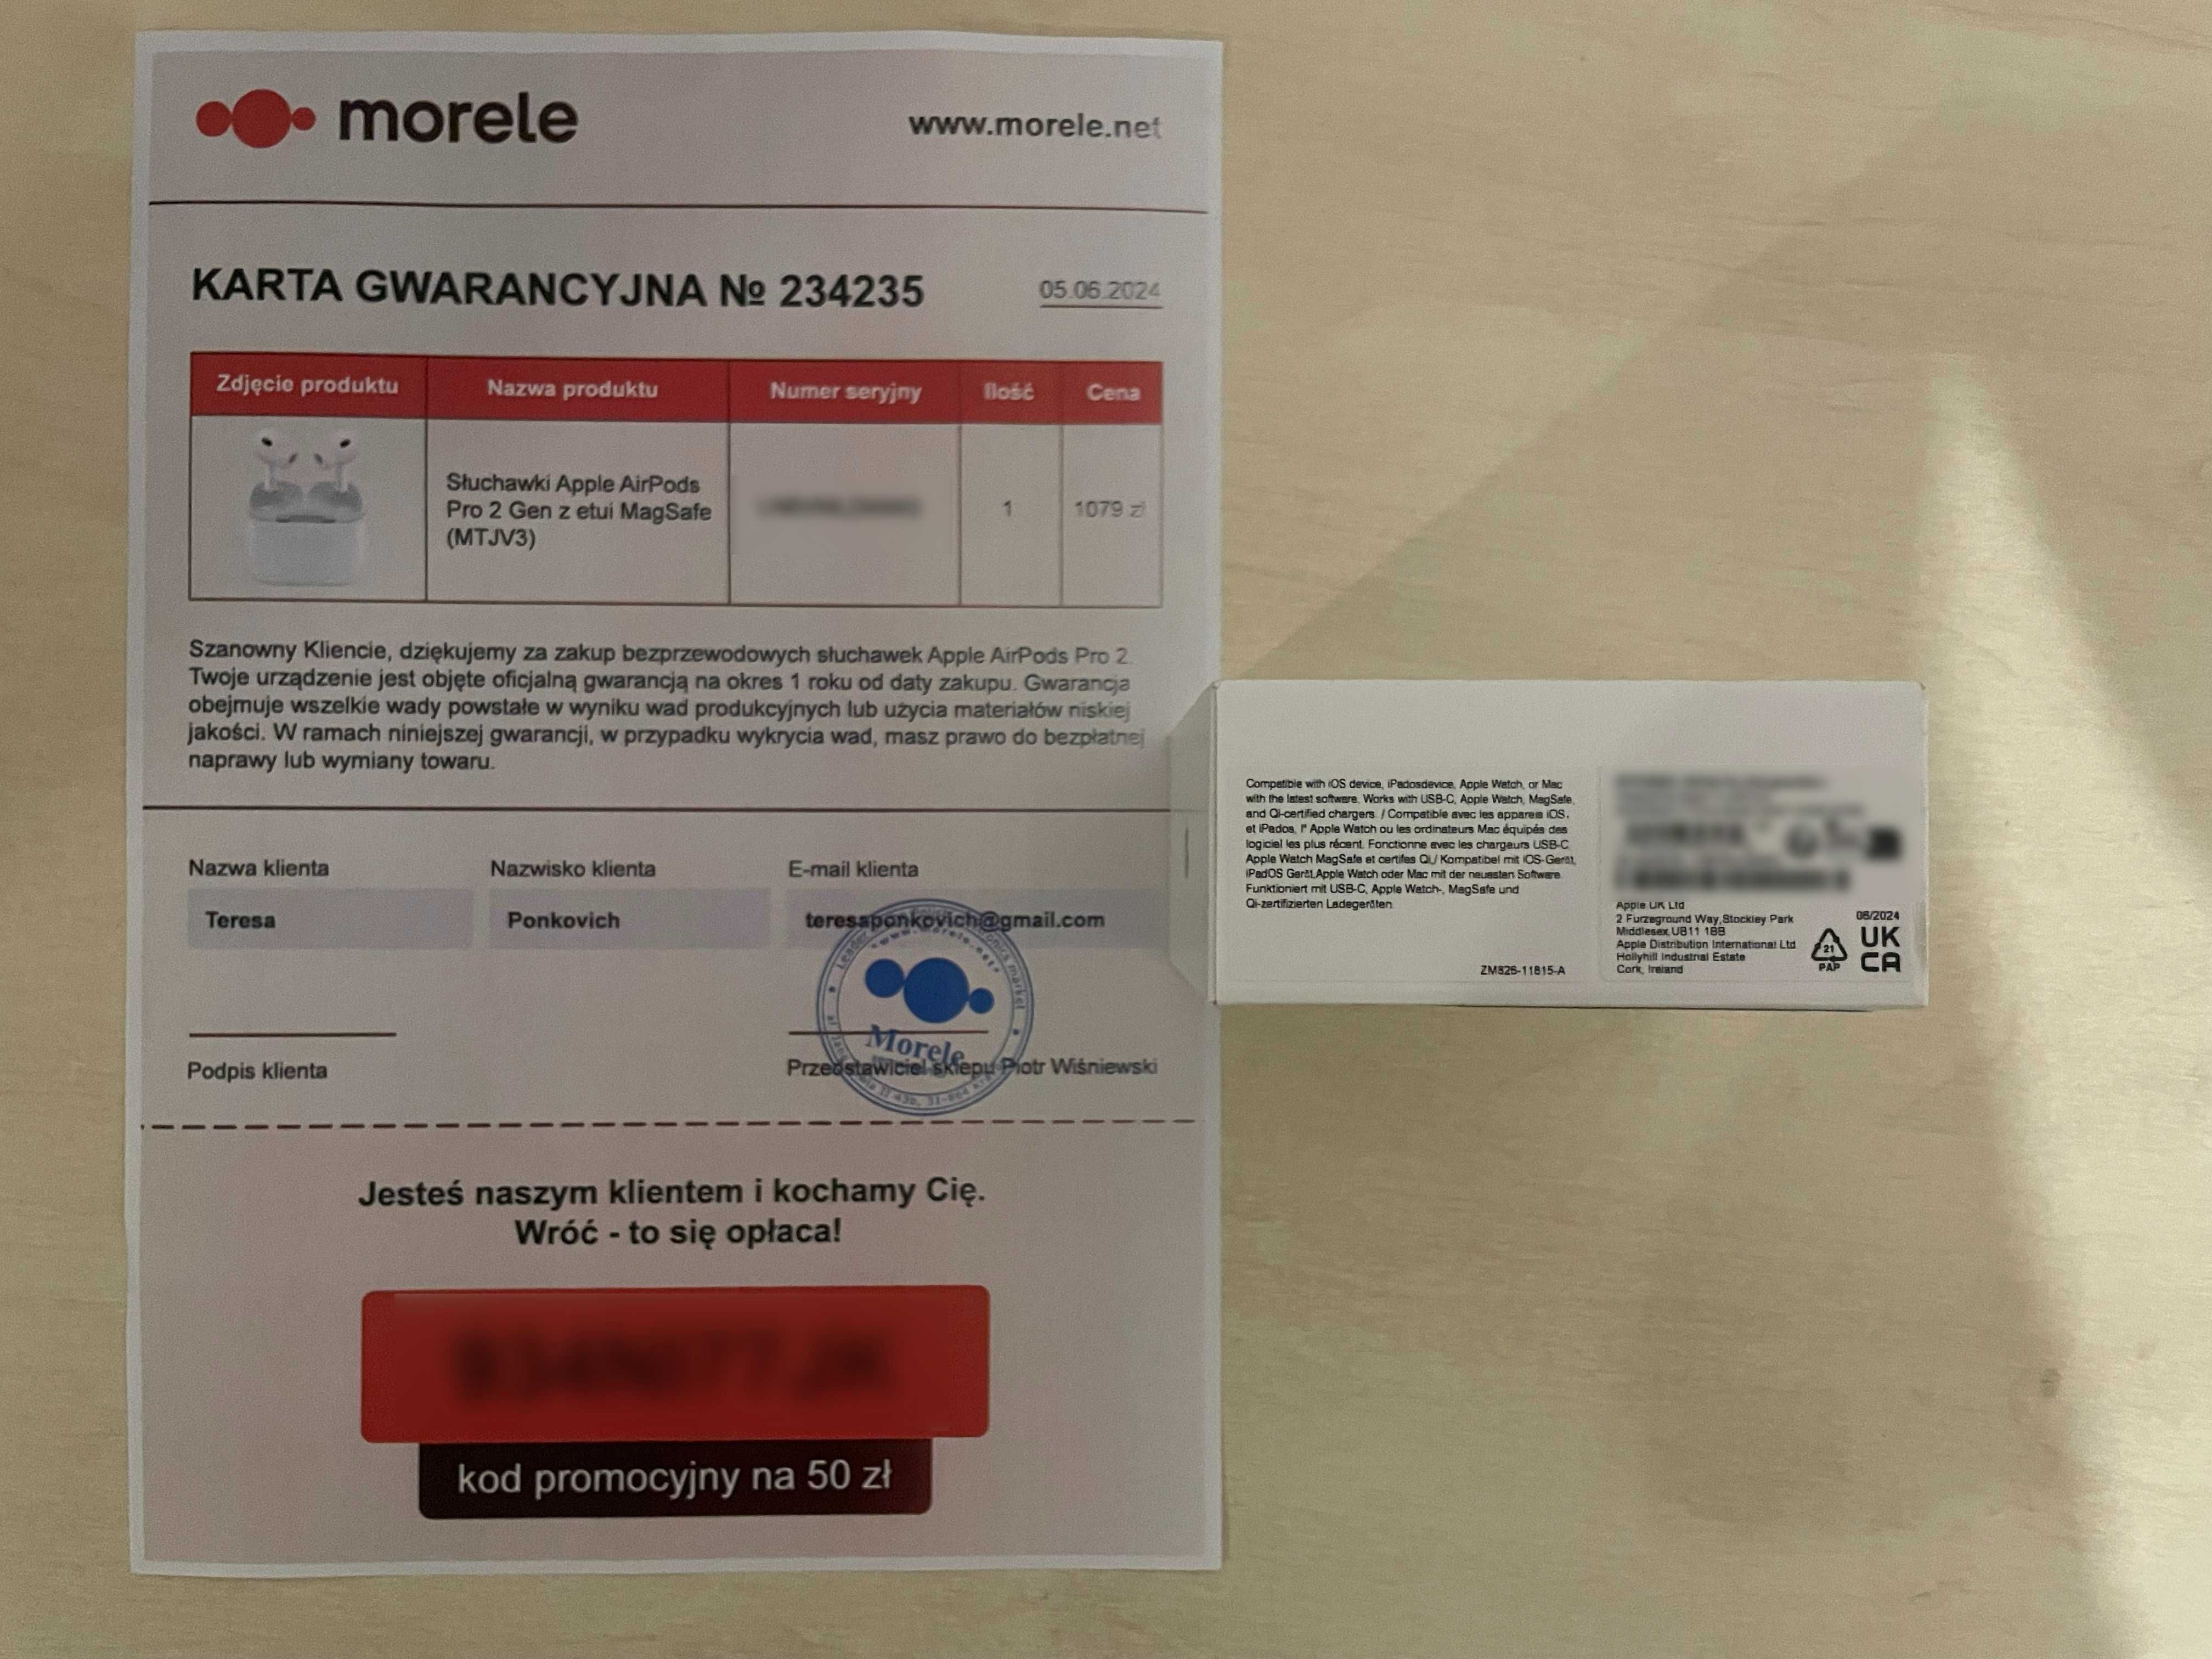 morele
www.morele.net
KARTA GWARANCYJNA № 234235
05.06.2024
Zdjęcie produktu
Nazwa produktu
Numer seryjny
Ilość
Cena
Słuchawki Apple AirPods
Pro 2 Gen z etui MagSafe
(MTJV3)
1
1079 zł
Szanowny Kliencie, dziękujemy za zakup bezprzewodowych słuchawek Apple AirPods Pro 2.
Twoje urządzenie jest objęte oficjalną gwarancją na okres 1 roku od daty zakupu. Gwarancja
obejmuje wszelkie wady powstałe w wyniku wad produkcyjnych lub użycia materiałów niskiej
jakości. W ramach niniejszej gwarancji, w przypadku wykrycia wad, masz prawo do bezpłatnej
naprawy lub wymiany towaru.
Nazwa klienta
Nazwisko klienta
E-mail klienta
Teresa
Ponkovich
teresaponkovich@gmail.com
www.morele.net
Leader
market
Morele
Podpis klienta
Przedstawiciel sklepu Piotr Wiśniewski
Jesteś naszym klientem i kochamy Cię.
Wróć - to się opłaca!
kod promocyjny na 50 zł
Compatible with iOS device, iPadosdevice, Apple Watch, or Mac
with the latest software. Works with USB-C, Apple Watch, MagSafe,
and Qi-certified chargers. / Compatible avec les appareis iOS,
et iPados, l' Apple Watch ou les ordinateurs Mac équipés des
logiciel les plus récent. Fonctionne avec les chargeurs USB-C
Apple Watch MagSafe et certifes Qi./ Kompatibel mit iOS-Gerät,
iPadOS Gerät,Apple Watch oder Mac mit der neuesten Software.
Funktioniert mit USB-C, Apple Watch-, MagSafe und
Qi-zertifizierten Ladegeräten.
ZM826-11815-A
Apple UK Ltd
2 Furzeground Way,Stockley Park
Middlesex,UB11 1BB
Apple Distribution International Ltd
Hollyhill Industrial Estate
Cork, Ireland
21
PAP
06/2024
UK
CA